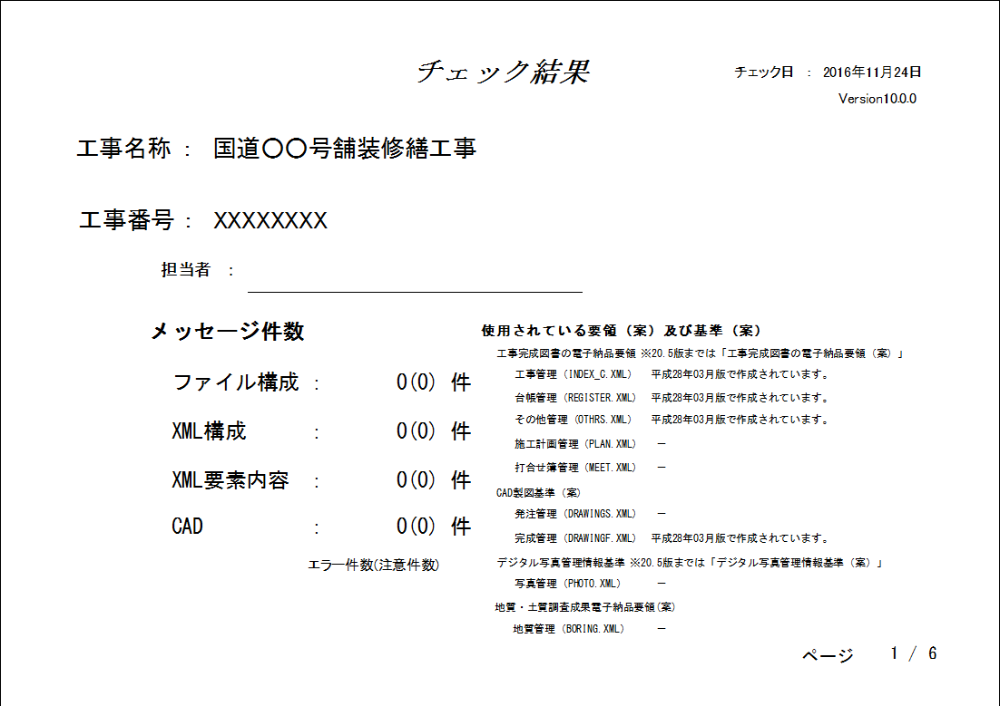 チェック結果
チェック日 ： 2016年11月24日
Version10.0.0
工事名称 ： 国道〇〇号舗装修繕工事
工事番号 ： XXXXXXXX
担当者 ：
メッセージ件数
ファイル構成 ： 0(0) 件
XML構成 ： 0(0) 件
XML要素内容 ： 0(0) 件
CAD ： 0(0) 件
エラー件数(注意件数)
使用されている要領（案）及び基準（案）
工事完成図書の電子納品要領 ※20.5版までは「工事完成図書の電子納品要領（案）」
工事管理（INDEX_C.XML） 平成28年03月版で作成されています。
台帳管理（REGISTER.XML） 平成28年03月版で作成されています。
その他管理（OTHRS.XML） 平成28年03月版で作成されています。
施工計画管理（PLAN.XML） －
打合せ簿管理（MEET.XML） －
CAD製図基準（案）
発注管理（DRAWINGS.XML） －
完成管理（DRAWINGF.XML） 平成28年03月版で作成されています。
デジタル写真管理情報基準 ※20.5版までは「デジタル写真管理情報基準（案）」
写真管理（PHOTO.XML） －
地質・土質調査成果電子納品要領(案)
地質管理（BORING.XML） －
ページ 1 / 6